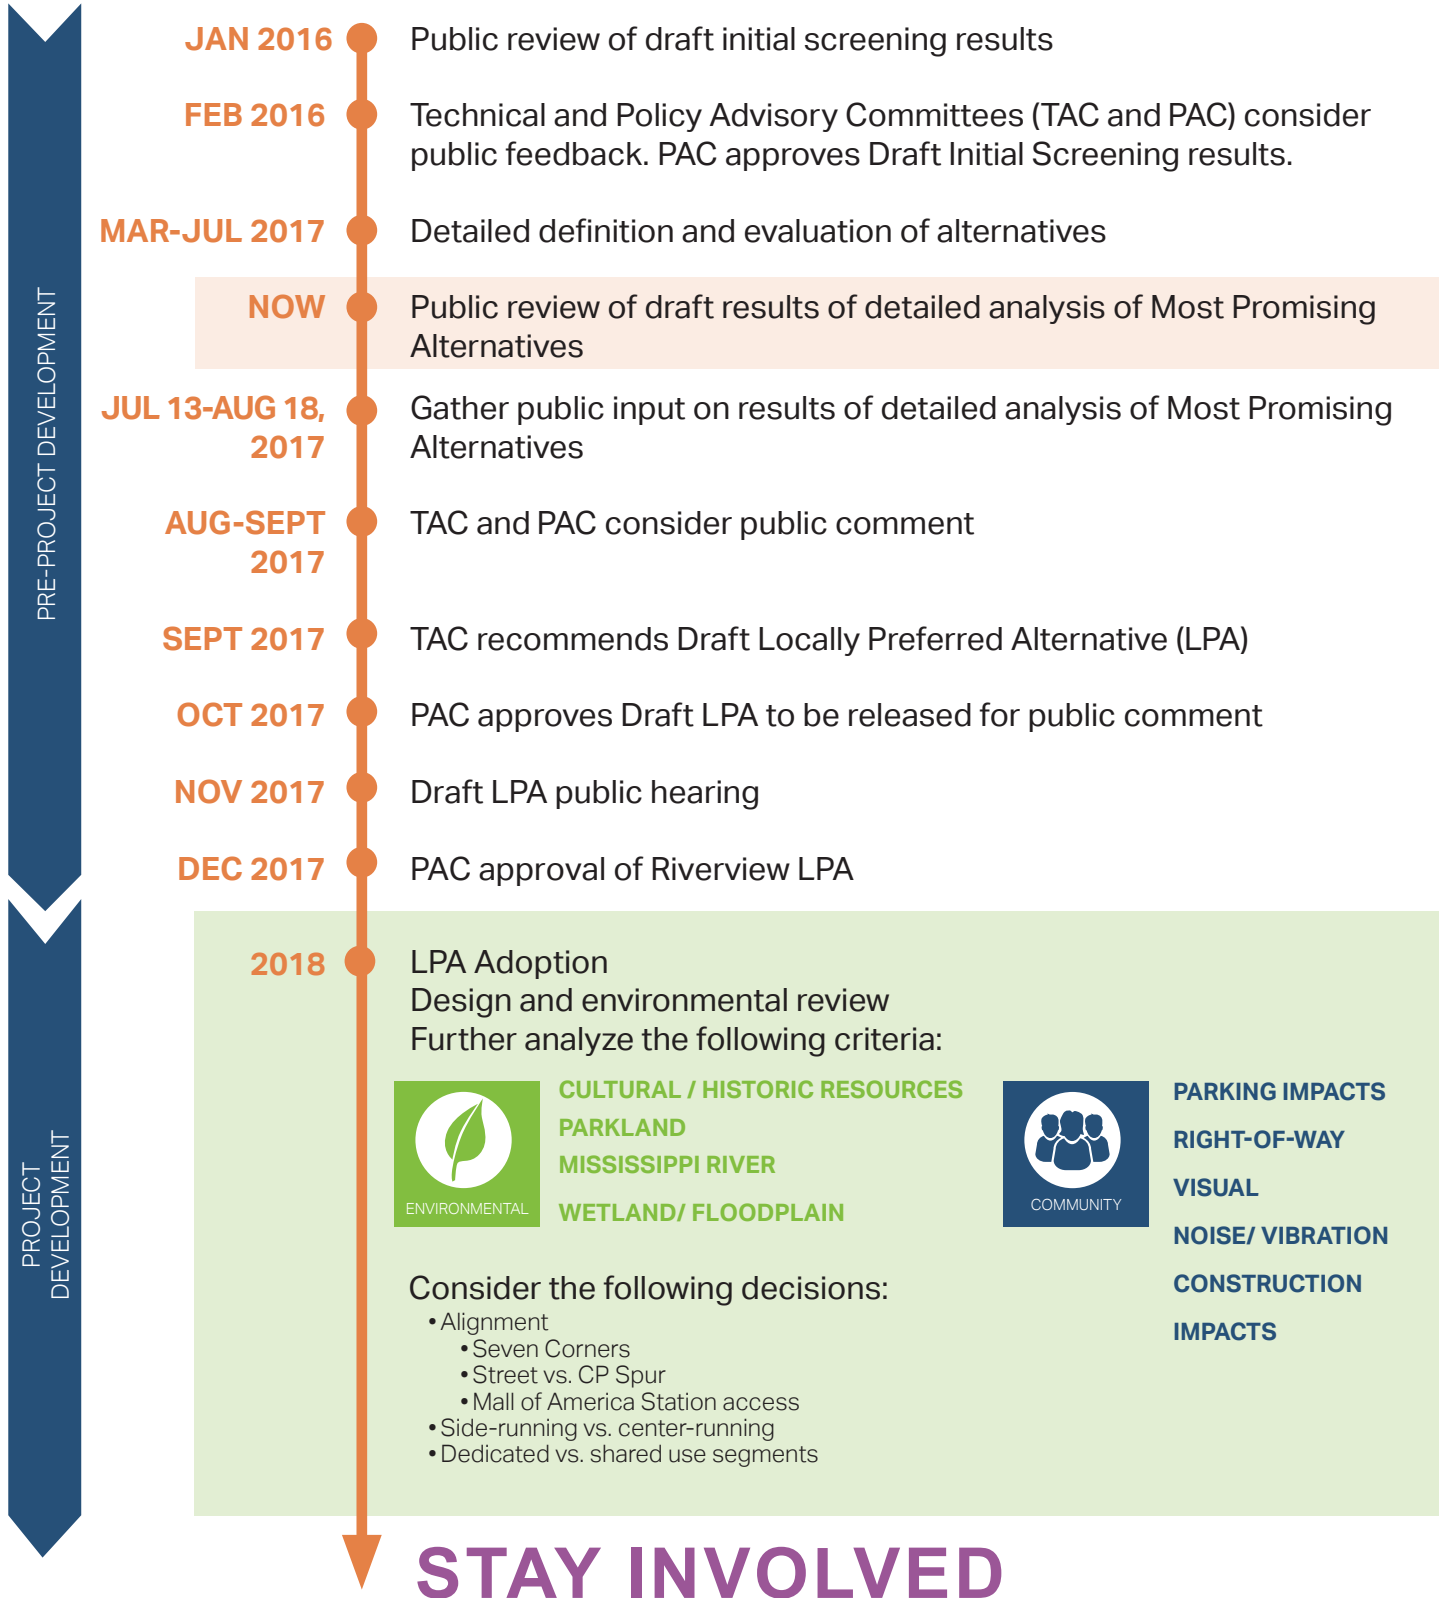 PRE-PROJECT DEVELOPMENT
JAN 2016
Public review of draft initial screening results
FEB 2016
Technical and Policy Advisory Committees (TAC and PAC) consider
public feedback. PAC approves Draft Initial Screening results.
MAR-JUL 2017
Detailed definition and evaluation of alternatives
NOW
Public review of draft results of detailed analysis of Most Promising
Alternatives
JUL 13-AUG 18,
2017
Gather public input on results of detailed analysis of Most Promising
Alternatives
AUG-SEPT
2017
TAC and PAC consider public comment
SEPT 2017
TAC recommends Draft Locally Preferred Alternative (LPA)
OCT 2017
PAC approves Draft LPA to be released for public comment
NOV 2017
Draft LPA public hearing
DEC 2017
PAC approval of Riverview LPA
PROJECT
DEVELOPMENT
2018
LPA Adoption
Design and environmental review
Further analyze the following criteria:
ENVIRONMENTAL
CULTURAL / HISTORIC RESOURCES
PARKLAND
MISSISSIPPI RIVER
WETLAND/ FLOODPLAIN
COMMUNITY
PARKING IMPACTS
RIGHT-OF-WAY
VISUAL
NOISE/ VIBRATION
CONSTRUCTION
IMPACTS
Consider the following decisions:
• Alignment
• Seven Corners
• Street vs. CP Spur
• Mall of America Station access
• Side-running vs. center-running
• Dedicated vs. shared use segments
STAY INVOLVED